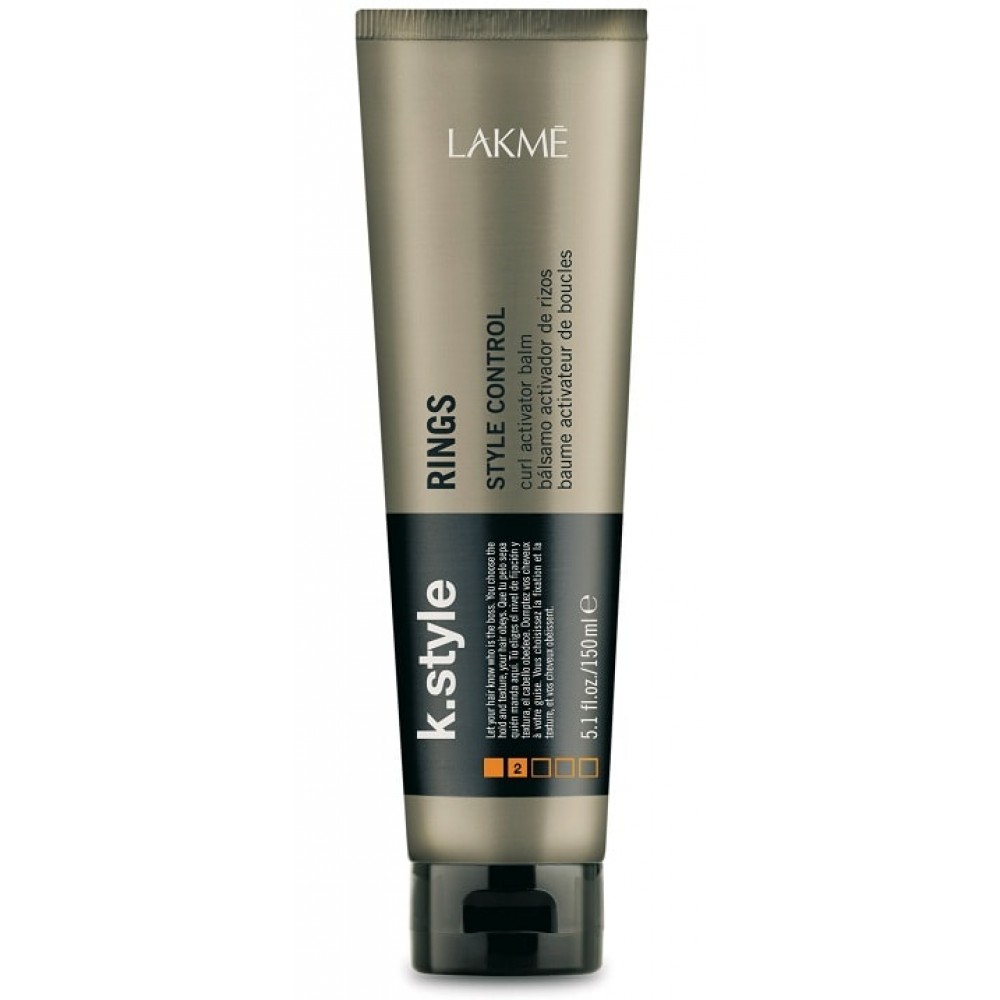 LAKMĒ
RINGS
STYLE CONTROL
curl activator balm
bálsamo activador de rizos
baume activateur de boucles
k.style
Let your hair know who is the boss. You choose the
hold and texture, your hair obeys. Que tu pelo sepa
quién manda aquí. Tú eliges el nivel de fijación y
textura, el cabello obedece. Domptez vos cheveux
à votre guise. Vous choisissez la fixation et la
texture, et vos cheveux obéissent.
2
5.1 fl.oz./150ml ℮